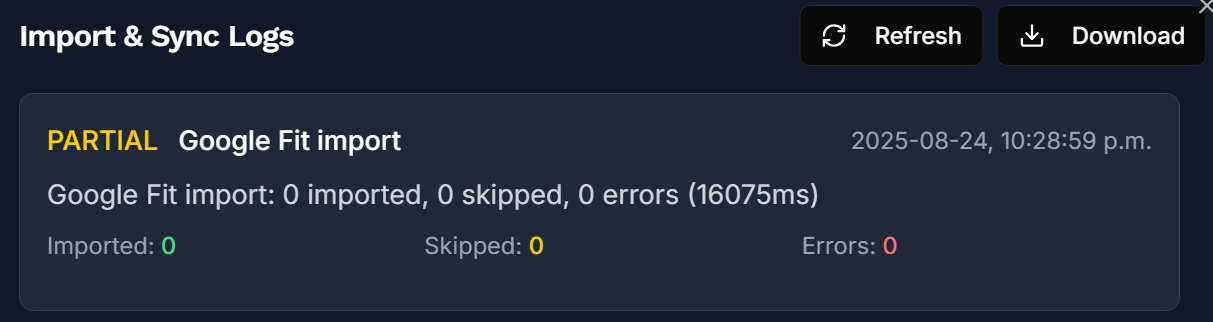 Import & Sync Logs
Refresh
Download
PARTIAL Google Fit import
2025-08-24, 10:28:59 p.m.
Google Fit import: 0 imported, 0 skipped, 0 errors (16075ms)
Imported: 0
Skipped: 0
Errors: 0